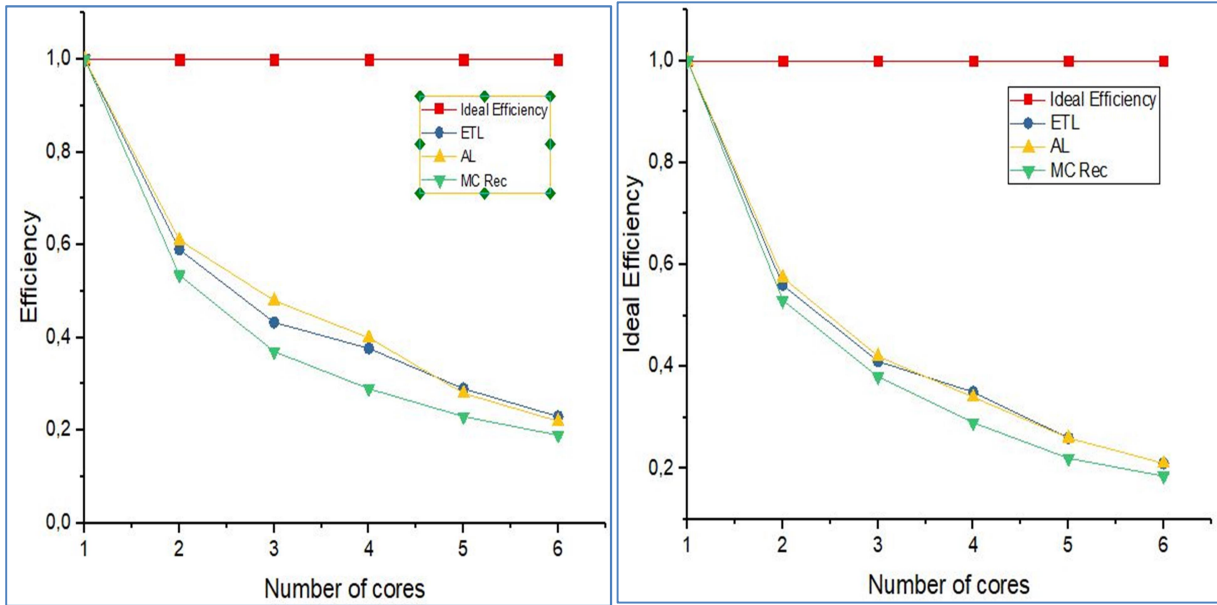 1,0
0,8
0,6
0,4
0,2
0,0
Efficiency
Ideal Efficiency
ETL
AL
MC Rec
1 2 3 4 5 6
Number of cores
1,0
0,8
0,6
0,4
0,2
Ideal Efficiency
Ideal Efficiency
ETL
AL
MC Rec
1 2 3 4 5 6
Number of cores